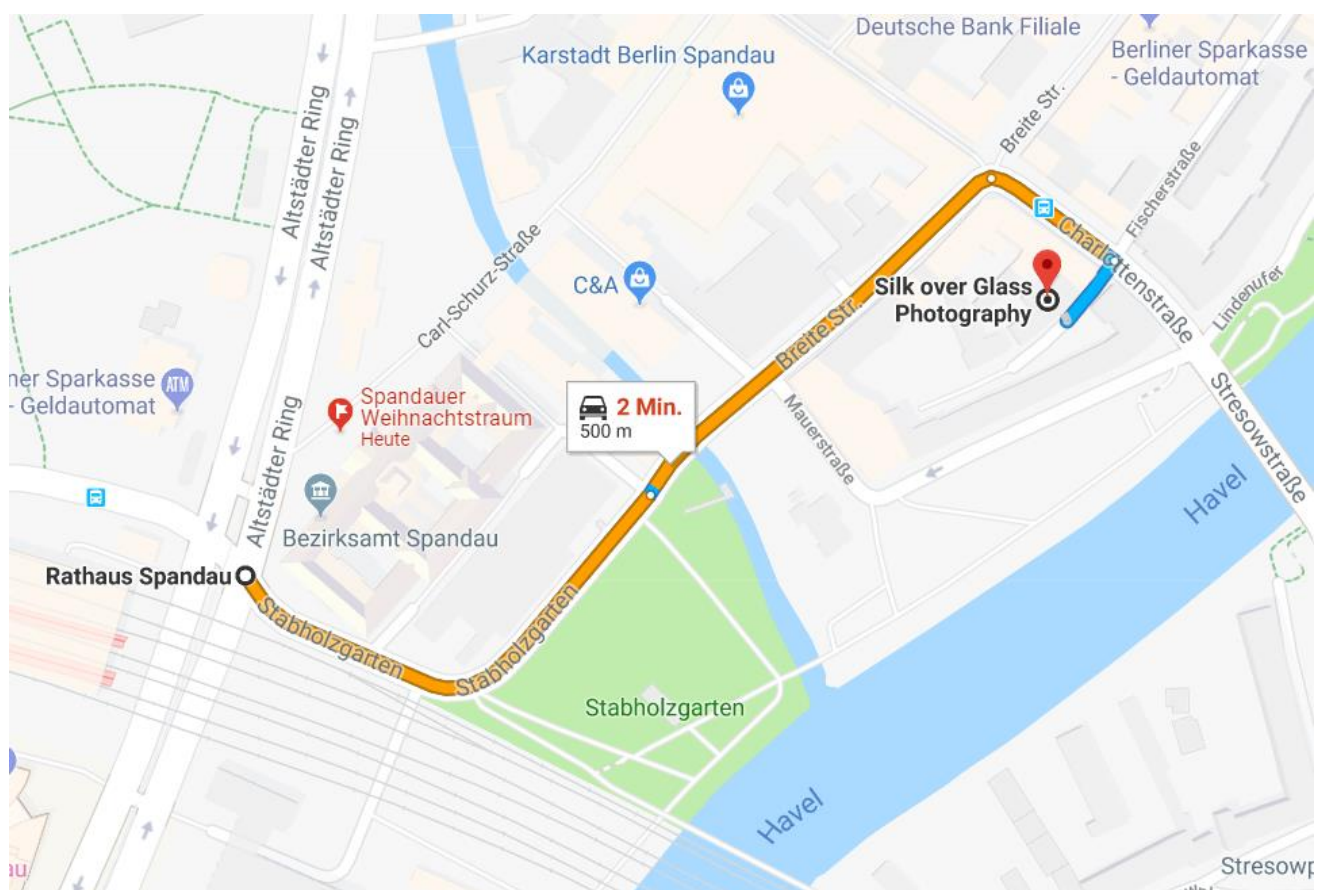 Deutsche Bank Filiale
Berliner Sparkasse
- Geldautomat
Karstadt Berlin Spandau
Altstädter Ring
Altstädter Ring
Breite Str.
Fischerstraße
Carl-Schurz-Straße
C&A
Charlottenstraße
Lindenufer
Silk over Glass
Photography
Breite Str.
ner Sparkasse
- Geldautomat
ATM
Spandauer
Weihnachtstraum
Heute
2 Min.
500 m
Mauerstraße
Stresowstraße
Altstädter Ring
Havel
Bezirksamt Spandau
Rathaus Spandau
Stabholzgarten
Stabholzgarten
Stabholzgarten
Havel
au
Stresowp